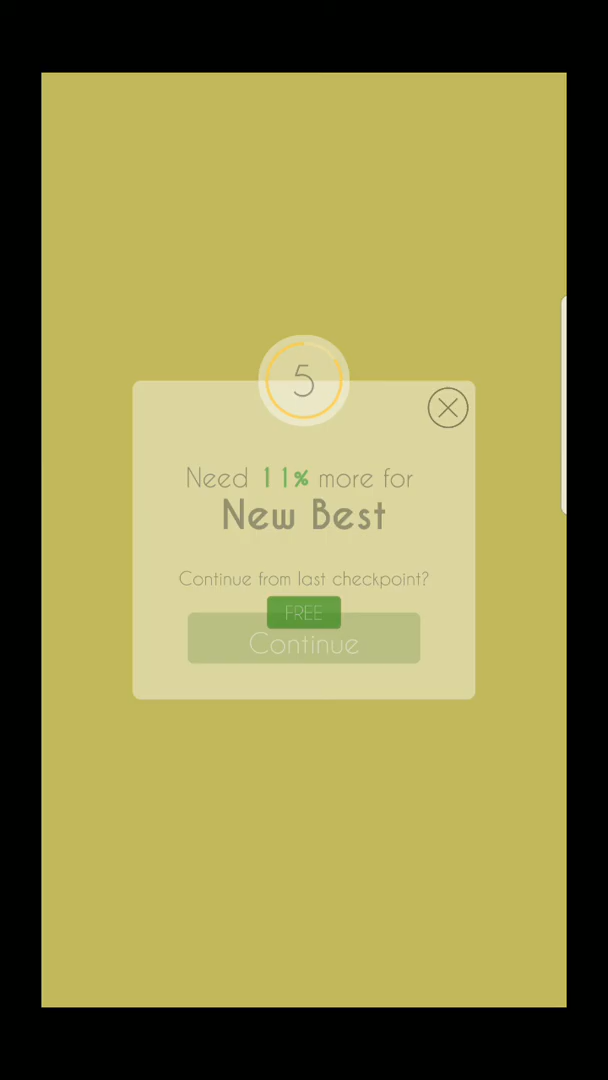 5
Need 11% more for
New Best
Continue from last checkpoint?
FREE
Continue